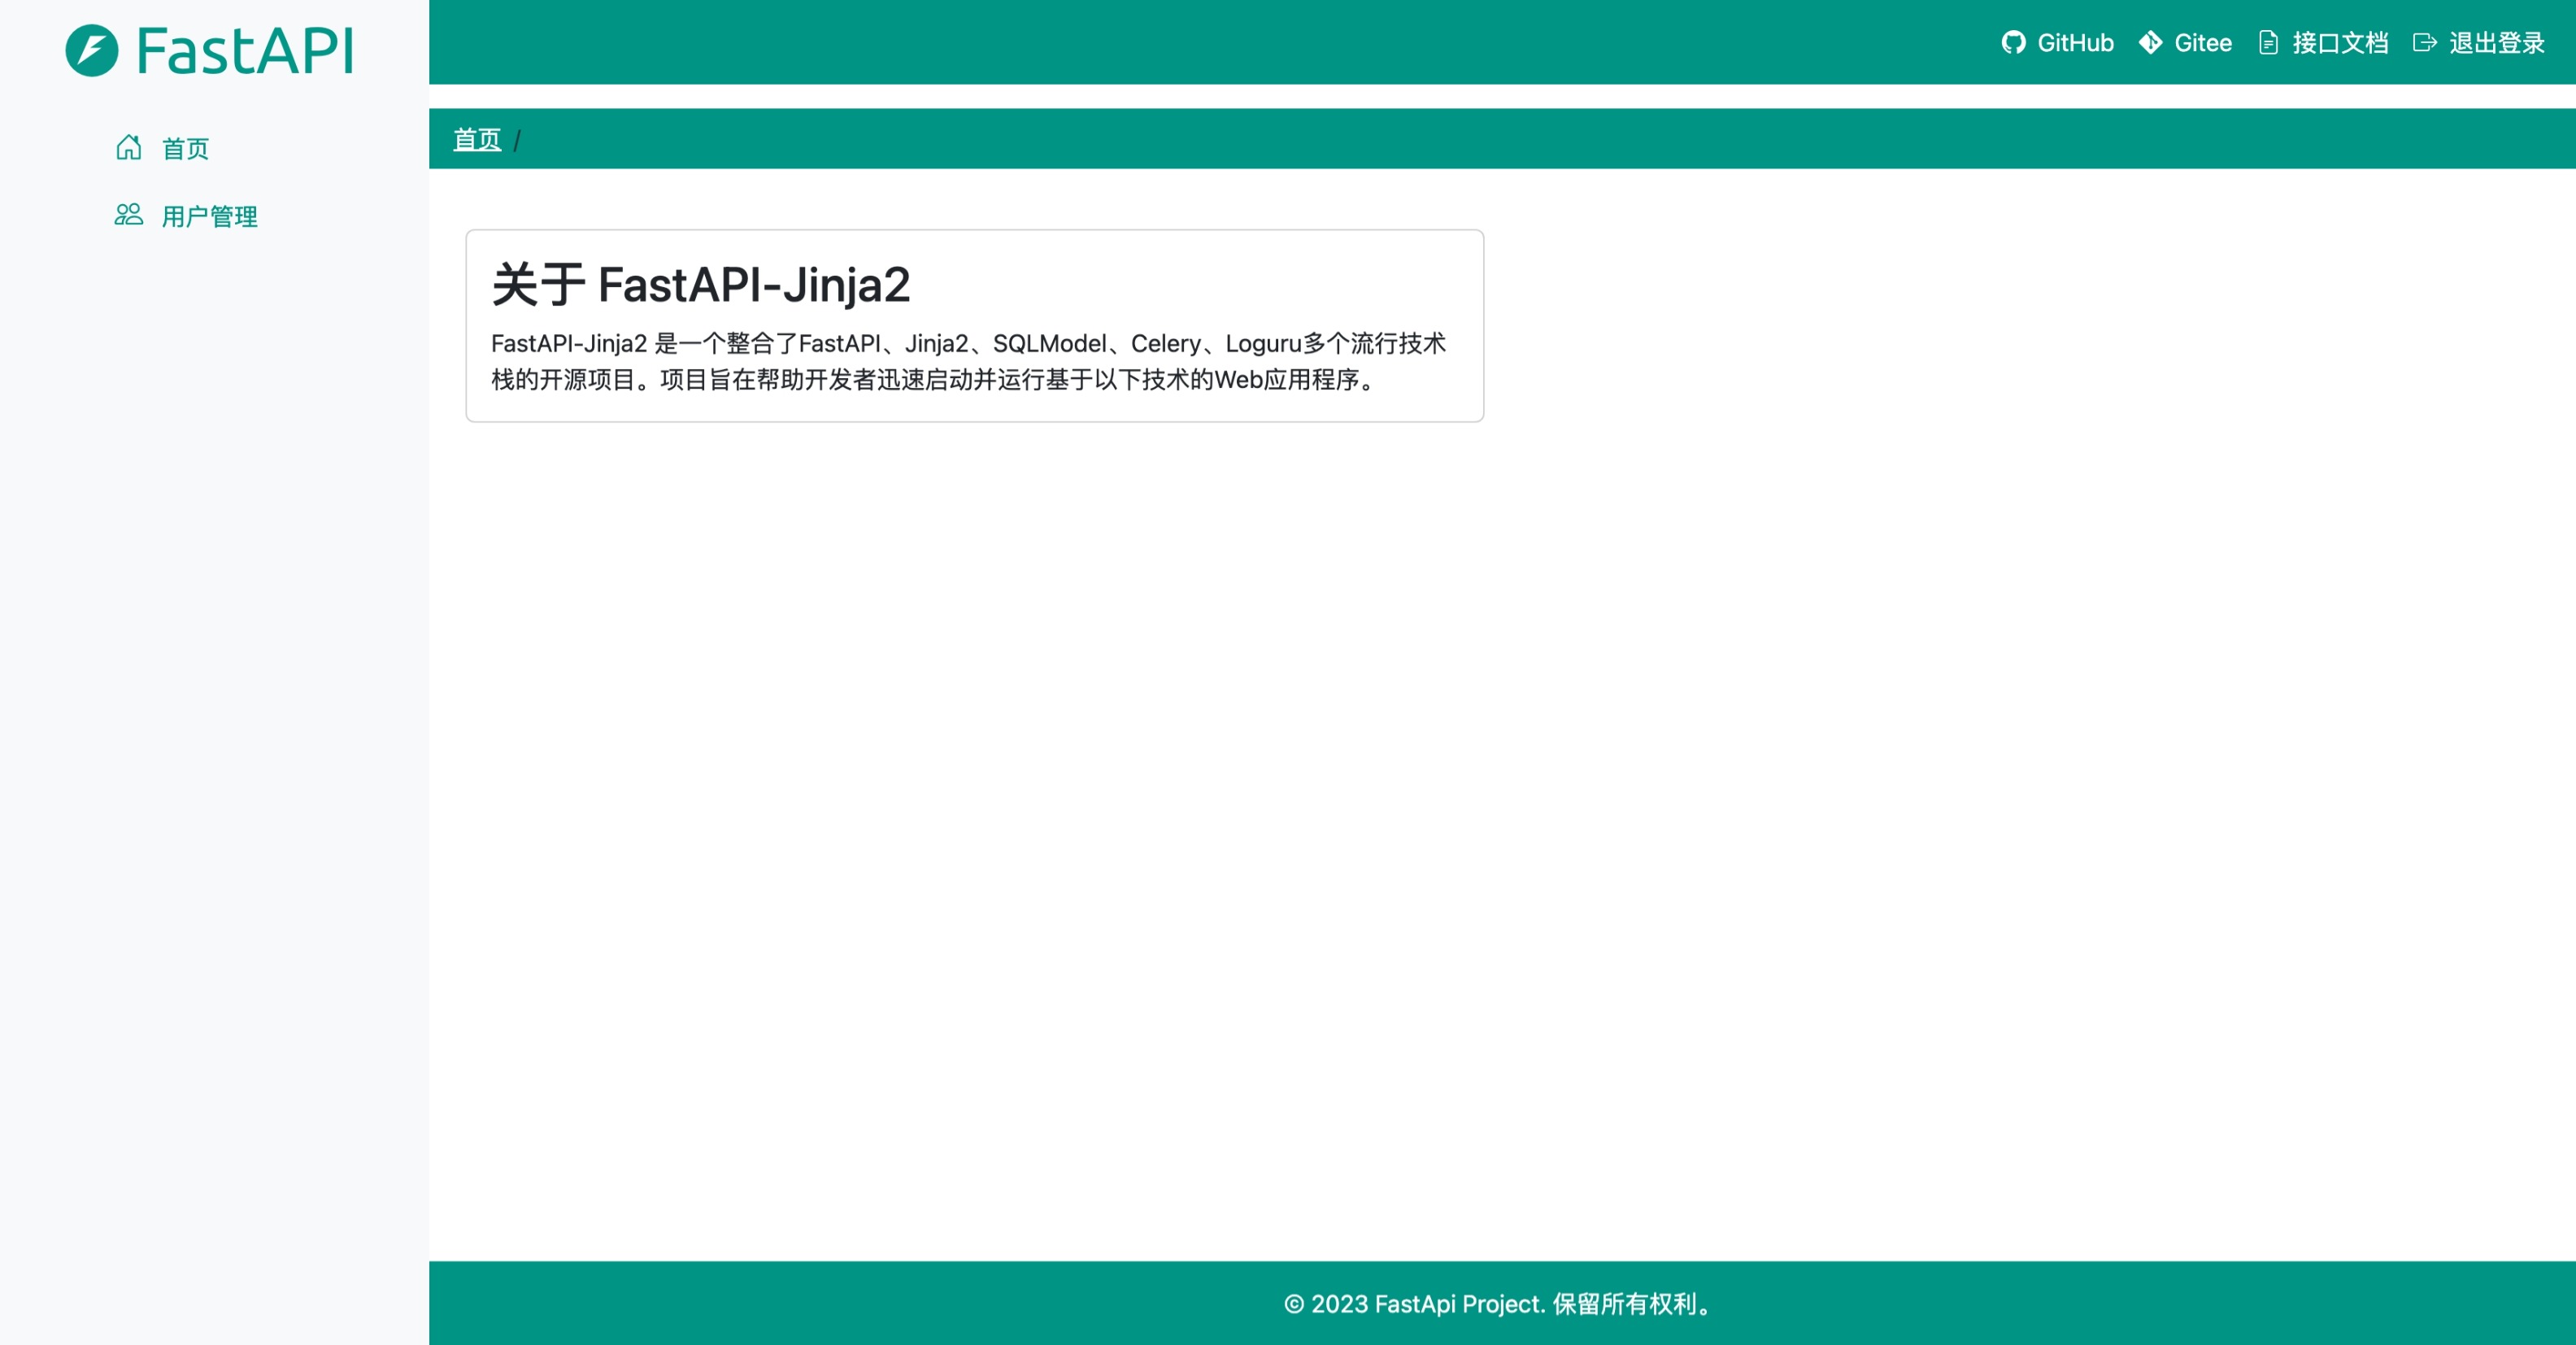 FastAPI
首页
用户管理
GitHub
Gitee
接口文档
退出登录
首页 /
关于 FastAPI-Jinja2
FastAPI-Jinja2 是一个整合了FastAPI、Jinja2、SQLModel、Celery、Loguru多个流行技术
栈的开源项目。项目旨在帮助开发者迅速启动并运行基于以下技术的Web应用程序。
© 2023 FastApi Project. 保留所有权利。